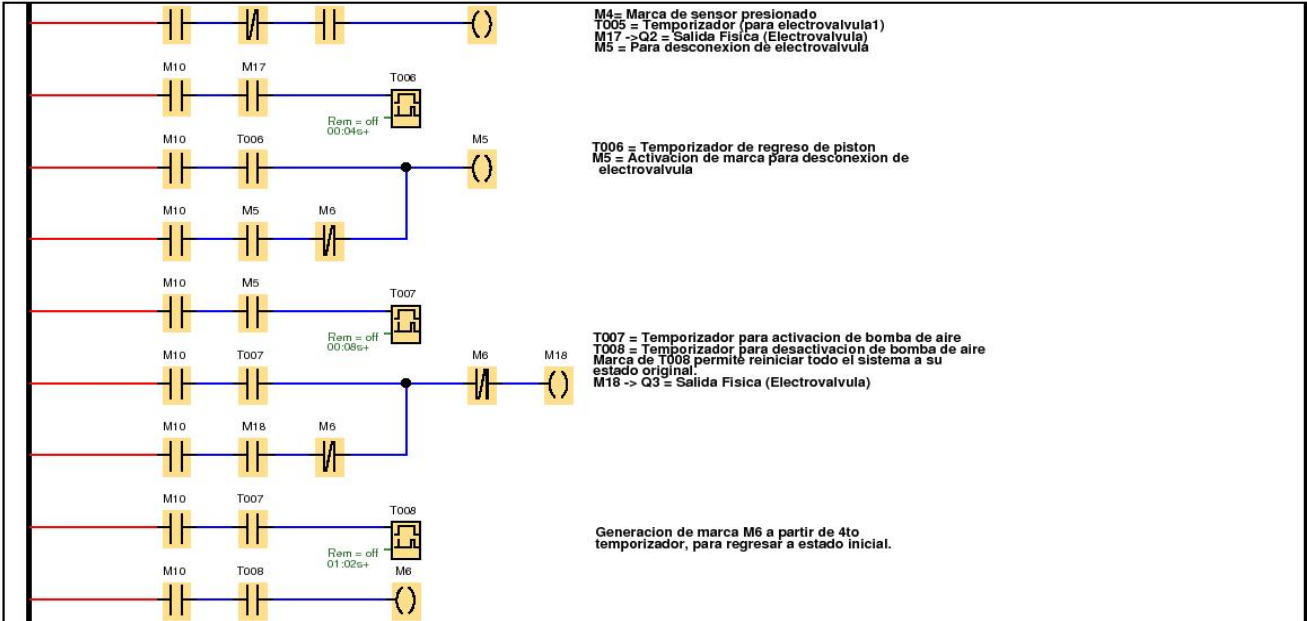 M4= Marca de sensor presionado
T005 = Temporizador (para electrovalvula1)
M17 ->Q2 = Salida Fisica (Electrovalvula)
M5 = Para desconexion de electrovalvula
M10 M17
T006
Rem = off
00:04s+
M10 T006 M5
T006 = Temporizador de regreso de piston
M5 = Activacion de marca para desconexion de
electrovalvula
M10 M5 M6
M10 M5
T007
Rem = off
00:08s+
T007 = Temporizador para activacion de bomba de aire
T008 = Temporizador para desactivacion de bomba de aire
Marca de T008 permite reiniciar todo el sistema a su
estado original.
M18 -> Q3 = Salida Fisica (Electrovalvula)
M10 T007 M6 M18
M10 M18 M6
M10 T007
T008
Rem = off
01:02s+
Generacion de marca M6 a partir de 4to
temporizador, para regresar a estado inicial.
M10 T008 M6